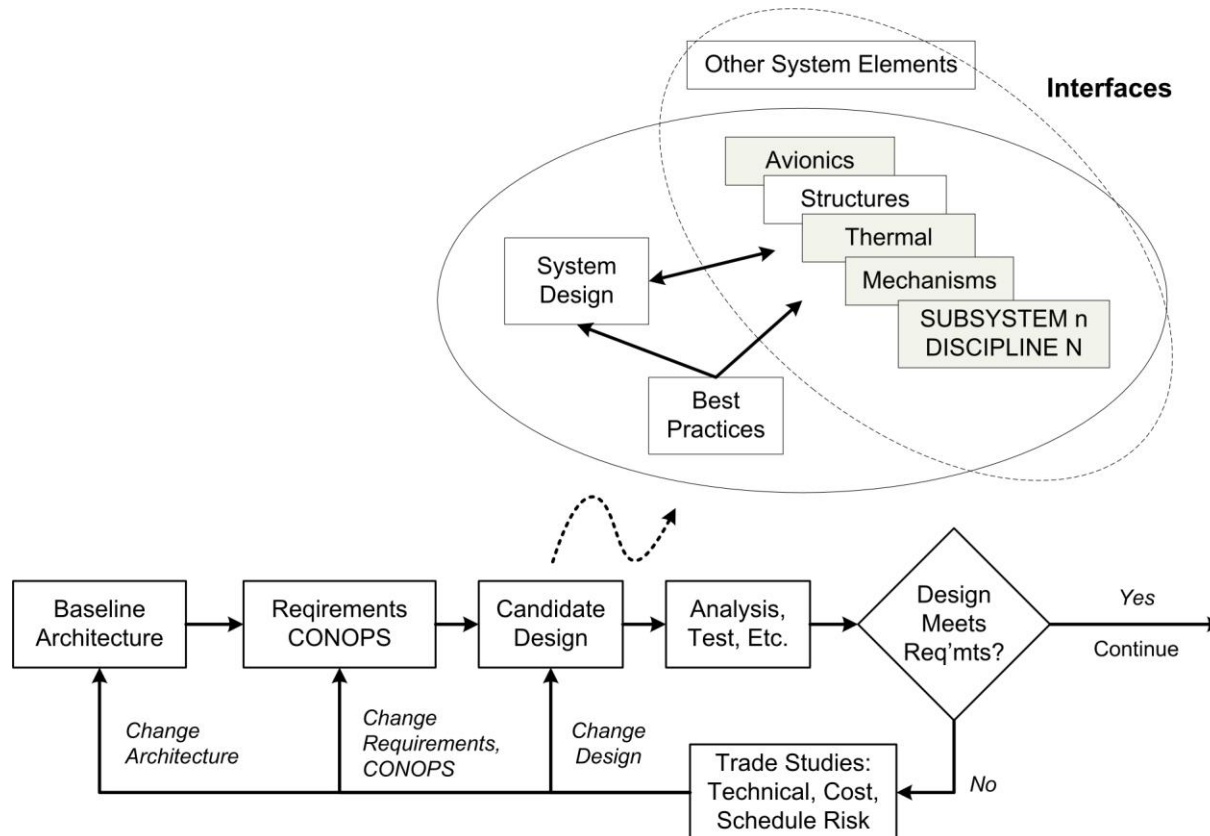 Other System Elements
Interfaces
Avionics
Structures
Thermal
Mechanisms
SUBSYSTEM n
DISCIPLINE N
System
Design
Best
Practices
Baseline
Architecture
Reqirements
CONOPS
Candidate
Design
Analysis,
Test, Etc.
Design
Meets
Req'mts?
Yes
Continue
Change
Architecture
Change
Requirements,
CONOPS
Change
Design
Trade Studies:
Technical, Cost,
Schedule Risk
No